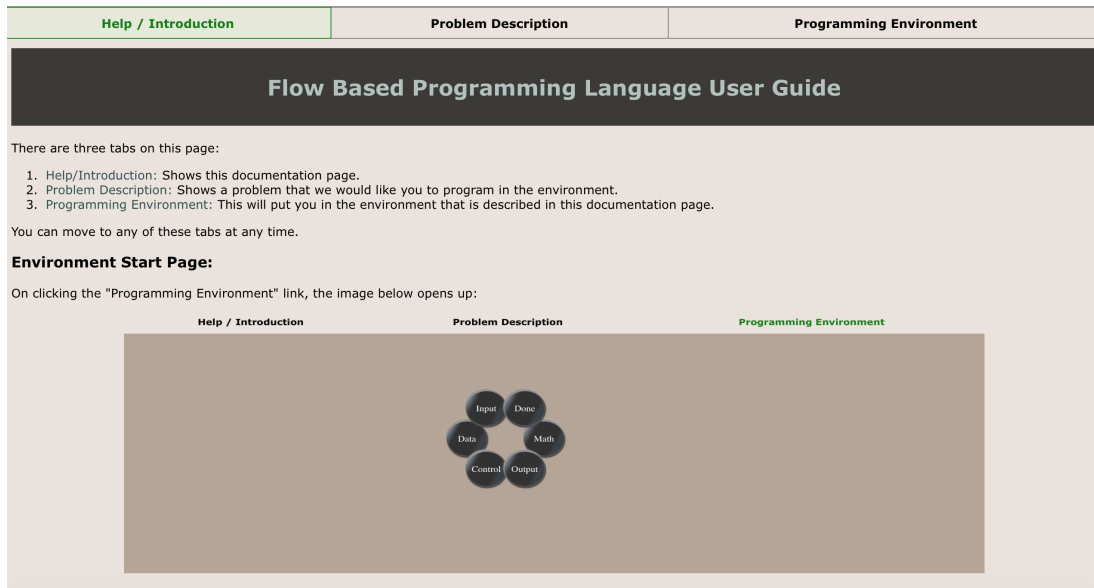 Help / Introduction
Problem Description
Programming Environment
Flow Based Programming Language User Guide
There are three tabs on this page:
1. Help/Introduction: Shows this documentation page.
2. Problem Description: Shows a problem that we would like you to program in the environment.
3. Programming Environment: This will put you in the environment that is described in this documentation page.
You can move to any of these tabs at any time.
Environment Start Page:
On clicking the "Programming Environment" link, the image below opens up:
Help / Introduction
Problem Description
Programming Environment
Input
Done
Data
Math
Control
Output